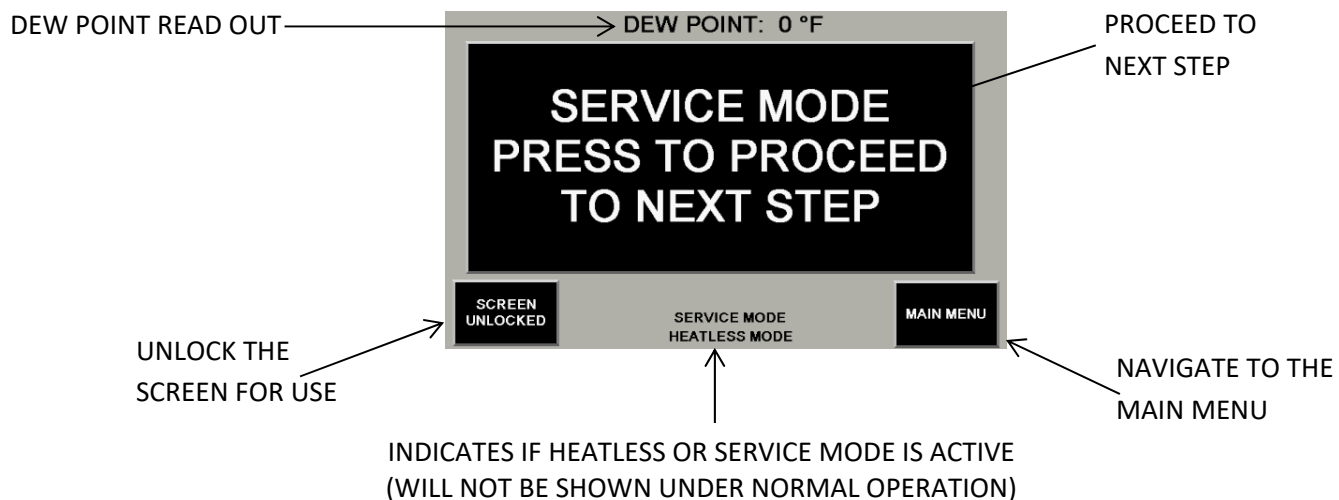 DEW POINT READ OUT
DEW POINT: 0 °F
PROCEED TO
NEXT STEP
SERVICE MODE
PRESS TO PROCEED
TO NEXT STEP
SCREEN
UNLOCKED
SERVICE MODE
HEATLESS MODE
MAIN MENU
UNLOCK THE
SCREEN FOR USE
NAVIGATE TO THE
MAIN MENU
INDICATES IF HEATLESS OR SERVICE MODE IS ACTIVE
(WILL NOT BE SHOWN UNDER NORMAL OPERATION)